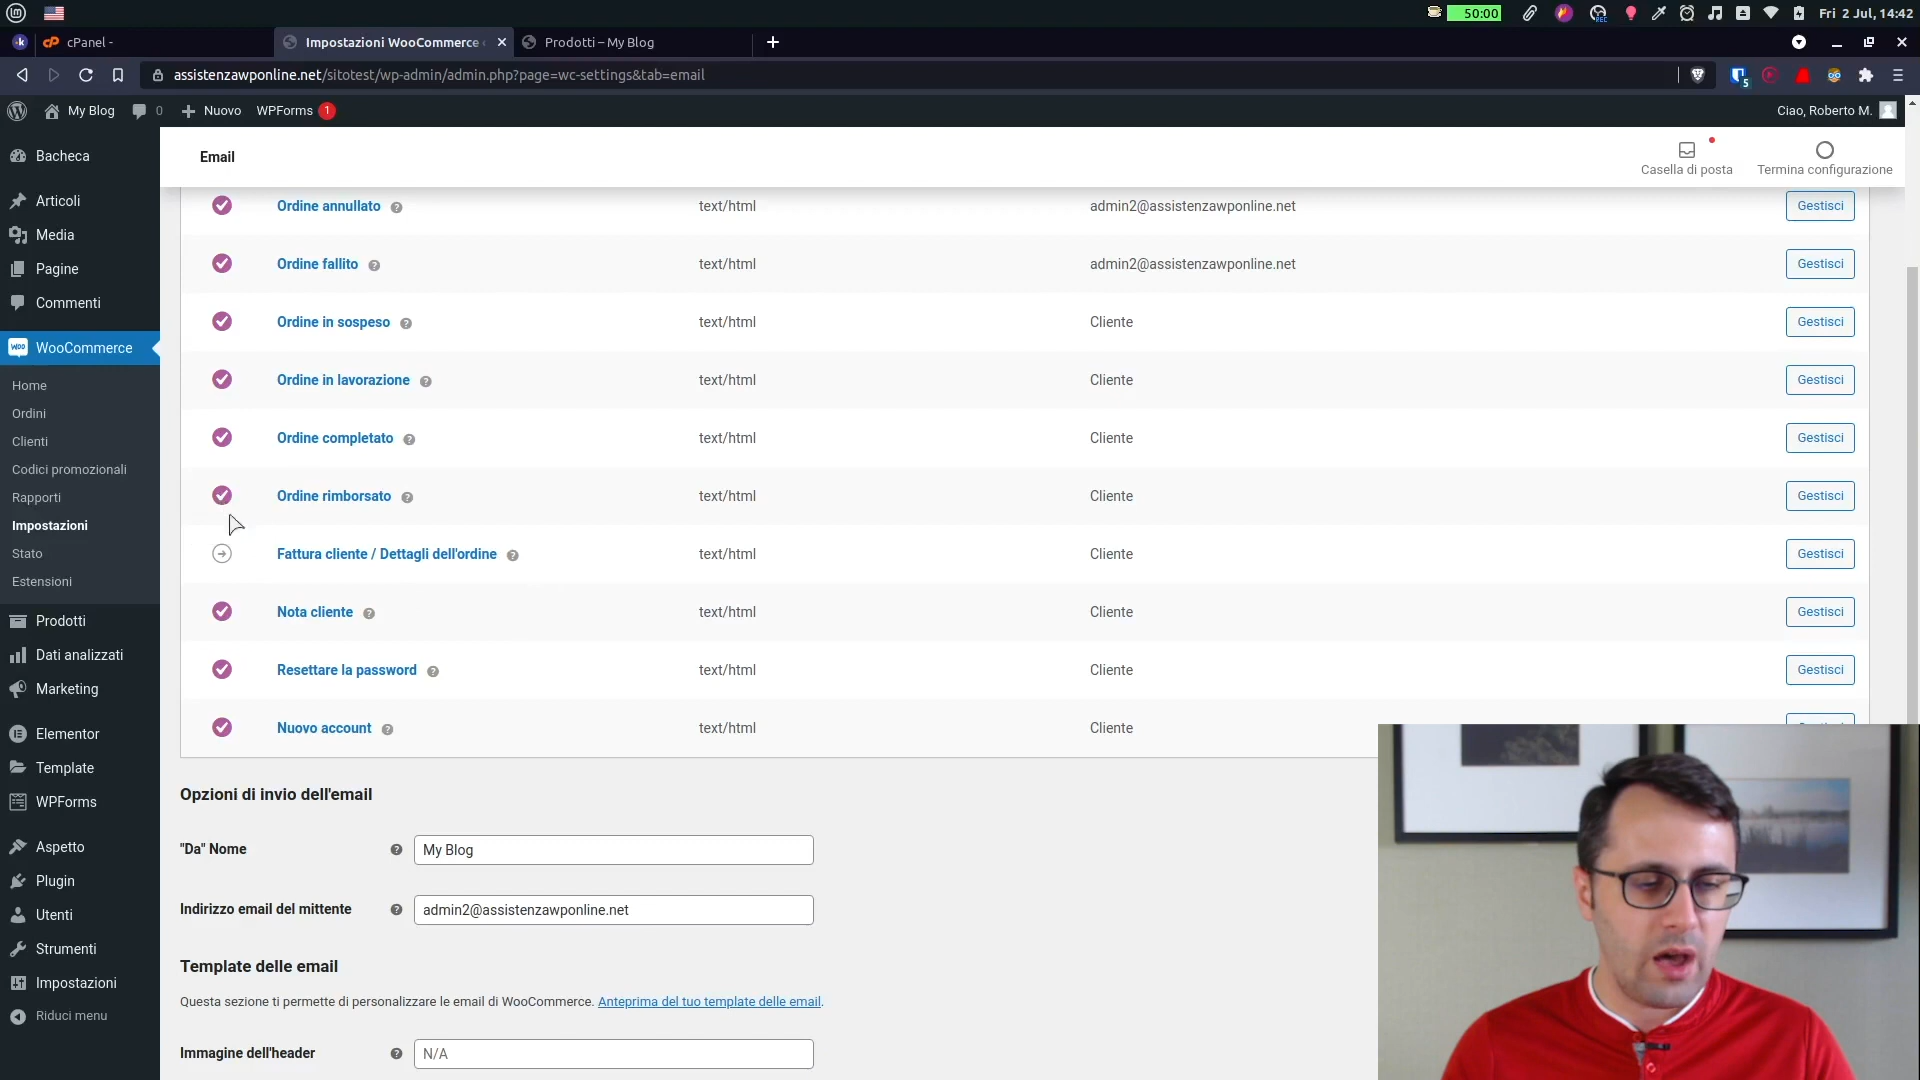 50:00
REC
Fri 2 Jul, 14:42
k
cP cPanel -
Impostazioni WooCommerce
Prodotti – My Blog
assistenzawponline.net/sitotest/wp-admin/admin.php?page=wc-settings&tab=email
5
My Blog
0
Nuovo
WPForms 1
Ciao, Roberto M.
Bacheca
Articoli
Media
Pagine
Commenti
WooCommerce
Home
Ordini
Clienti
Codici promozionali
Rapporti
Impostazioni
Stato
Estensioni
Prodotti
Dati analizzati
Marketing
Elementor
Template
WPForms
Aspetto
Plugin
Utenti
Strumenti
Impostazioni
Riduci menu
Email
Casella di posta
Termina configurazione
Ordine annullato text/html admin2@assistenzawponline.net Gestisci
Ordine fallito text/html admin2@assistenzawponline.net Gestisci
Ordine in sospeso text/html Cliente Gestisci
Ordine in lavorazione text/html Cliente Gestisci
Ordine completato text/html Cliente Gestisci
Ordine rimborsato text/html Cliente Gestisci
Fattura cliente / Dettagli dell'ordine text/html Cliente Gestisci
Nota cliente text/html Cliente Gestisci
Resettare la password text/html Cliente Gestisci
Nuovo account text/html Cliente
Opzioni di invio dell'email
"Da" Nome My Blog
Indirizzo email del mittente admin2@assistenzawponline.net
Template delle email
Questa sezione ti permette di personalizzare le email di WooCommerce. Anteprima del tuo template delle email.
Immagine dell'header N/A